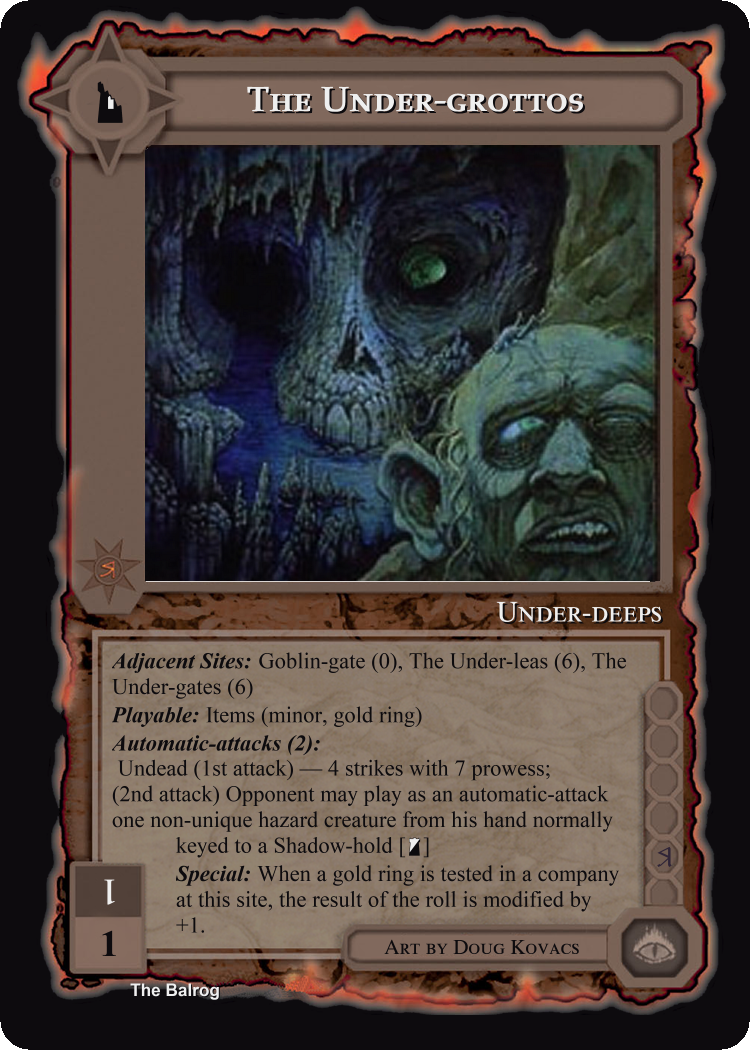 The Under-grottos
Under-deeps
Adjacent Sites: Goblin-gate (0), The Under-leas (6), The
Under-gates (6)
Playable: Items (minor, gold ring)
Automatic-attacks (2):
Undead (1st attack) — 4 strikes with 7 prowess;
(2nd attack) Opponent may play as an automatic-attack
one non-unique hazard creature from his hand normally
keyed to a Shadow-hold [ ]
Special: When a gold ring is tested in a company
at this site, the result of the roll is modified by
+1.
1
1
Art by Doug Kovacs
The Balrog